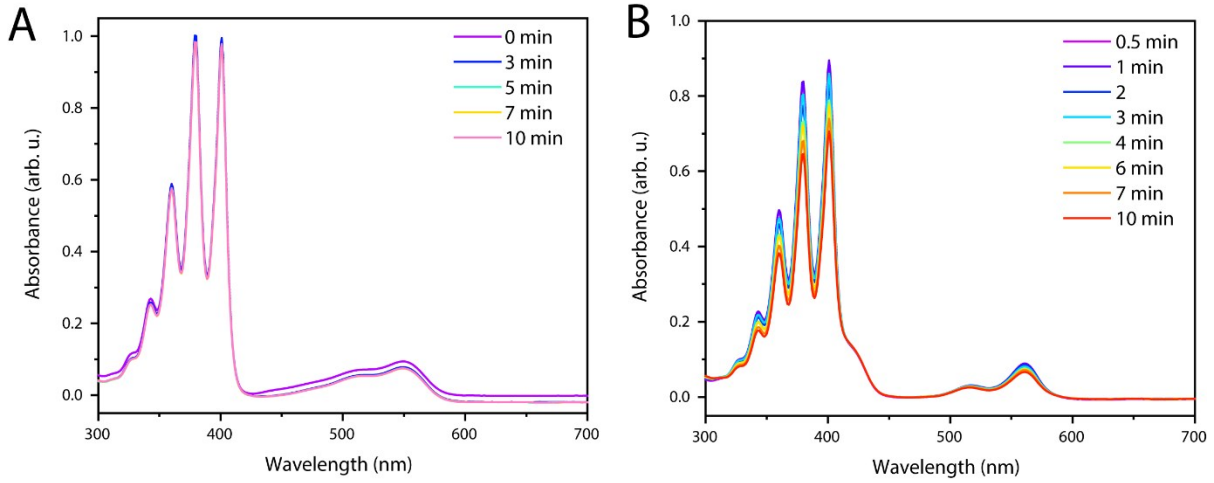 A
Absorbance (arb. u.)
1.0
0.8
0.6
0.4
0.2
0.0
300
400
500
600
700
Wavelength (nm)
0 min
3 min
5 min
7 min
10 min
B
Absorbance (arb. u.)
1.0
0.8
0.6
0.4
0.2
0.0
300
400
500
600
700
Wavelength (nm)
0.5 min
1 min
2
3 min
4 min
6 min
7 min
10 min